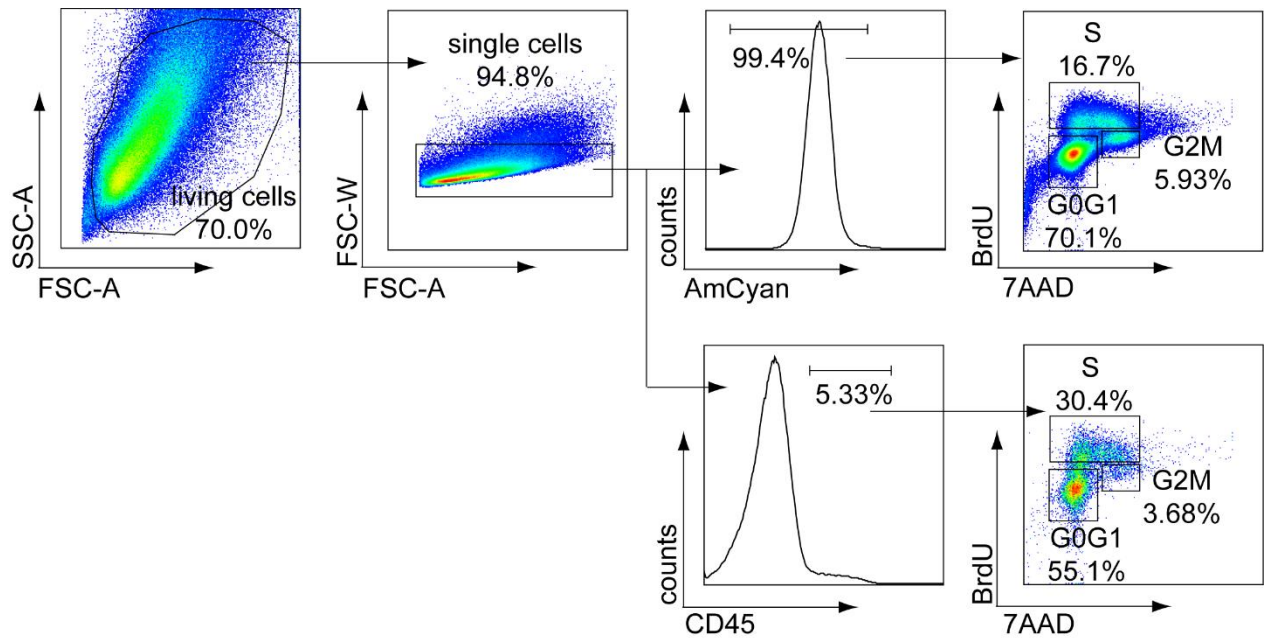 SSC-A
FSC-A
living cells
70.0%
FSC-W
FSC-A
single cells
94.8%
counts
AmCyan
99.4%
BrdU
7AAD
S
16.7%
G2M
5.93%
G0G1
70.1%
counts
CD45
5.33%
BrdU
7AAD
S
30.4%
G2M
3.68%
G0G1
55.1%